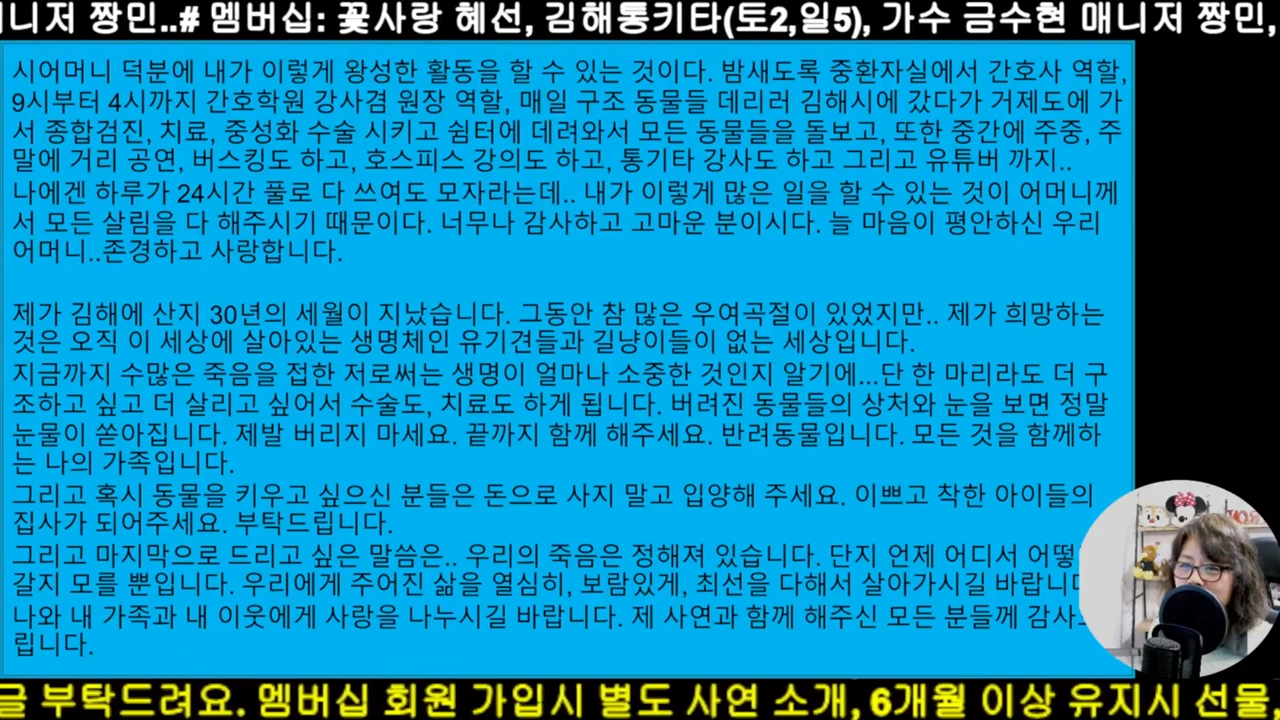 니저 짱민..# 멤버십: 꽃사랑 혜선, 김해통키타(토2,일5), 가수 금수현 매니저 짱민,
시어머니 덕분에 내가 이렇게 왕성한 활동을 할 수 있는 것이다. 밤새도록 중환자실에서 간호사 역할,
9시부터 4시까지 간호학원 강사겸 원장 역할, 매일 구조 동물들 데리러 김해시에 갔다가 거제도에 가
서 종합검진, 치료, 중성화 수술 시키고 쉼터에 데려와서 모든 동물들을 돌보고, 또한 중간에 주중, 주
말에 거리 공연, 버스킹도 하고, 호스피스 강의도 하고, 통기타 강사도 하고 그리고 유튜버 까지..
나에겐 하루가 24시간 풀로 다 쓰여도 모자라는데.. 내가 이렇게 많은 일을 할 수 있는 것이 어머니께
서 모든 살림을 다 해주시기 때문이다. 너무나 감사하고 고마운 분이시다. 늘 마음이 평안하신 우리
어머니..존경하고 사랑합니다.
제가 김해에 산지 30년의 세월이 지났습니다. 그동안 참 많은 우여곡절이 있었지만.. 제가 희망하는
것은 오직 이 세상에 살아있는 생명체인 유기견들과 길냥이들이 없는 세상입니다.
지금까지 수많은 죽음을 접한 저로써는 생명이 얼마나 소중한 것인지 알기에...단 한 마리라도 더 구
조하고 싶고 더 살리고 싶어서 수술도, 치료도 하게 됩니다. 버려진 동물들의 상처와 눈을 보면 정말
눈물이 쏟아집니다. 제발 버리지 마세요. 끝까지 함께 해주세요. 반려동물입니다. 모든 것을 함께하
는 나의 가족입니다.
그리고 혹시 동물을 키우고 싶으신 분들은 돈으로 사지 말고 입양해 주세요. 이쁘고 착한 아이들의
집사가 되어주세요. 부탁드립니다.
그리고 마지막으로 드리고 싶은 말씀은.. 우리의 죽음은 정해져 있습니다. 단지 언제 어디서 어떻
갈지 모를 뿐입니다. 우리에게 주어진 삶을 열심히, 보람있게, 최선을 다해서 살아가시길 바랍니다
나와 내 가족과 내 이웃에게 사랑을 나누시길 바랍니다. 제 사연과 함께 해주신 모든 분들께 감사
립니다.
글 부탁드려요. 멤버십 회원 가입시 별도 사연 소개, 6개월 이상 유지시 선물.